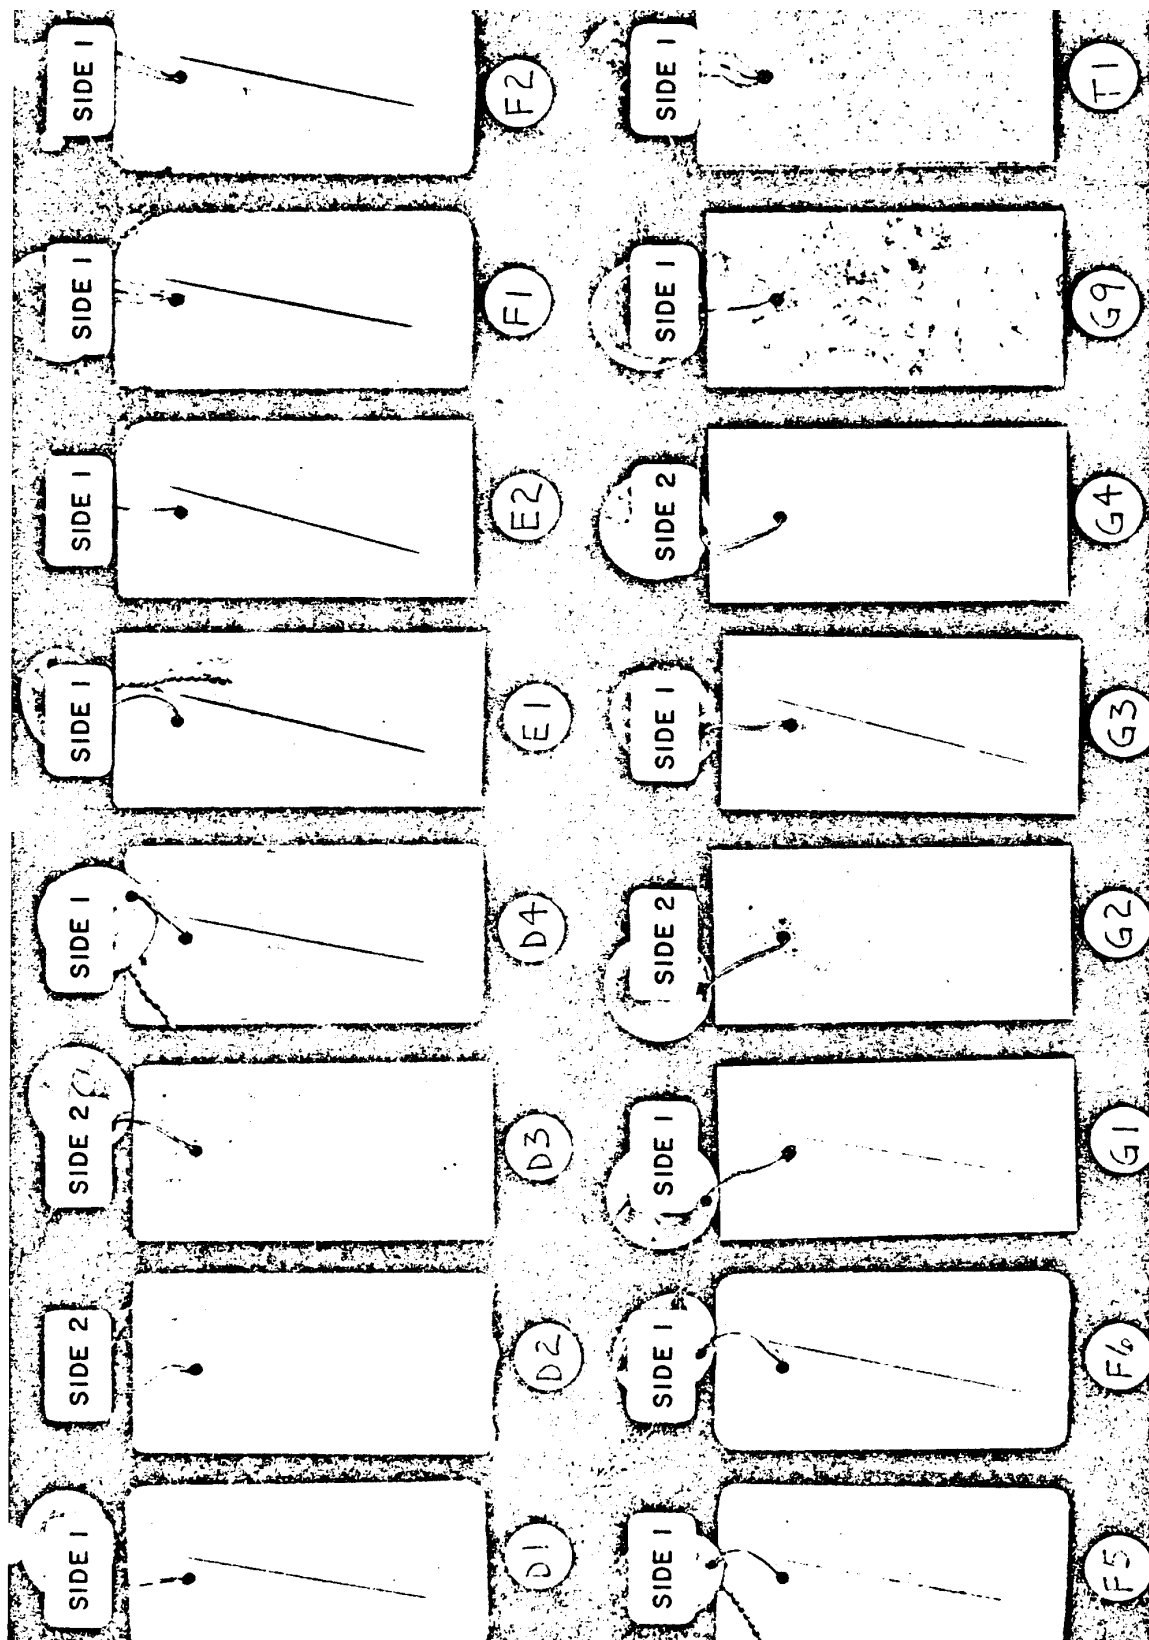 SIDE 1
SIDE 2
SIDE 2
SIDE 1
SIDE 1
SIDE 1
SIDE 1
SIDE 1
D1
D2
D3
D4
E1
E2
F1
F2
SIDE 1
SIDE 1
SIDE 1
SIDE 2
SIDE 1
SIDE 2
SIDE 1
SIDE 1
F5
F6
G1
G2
G3
G4
G9
T1